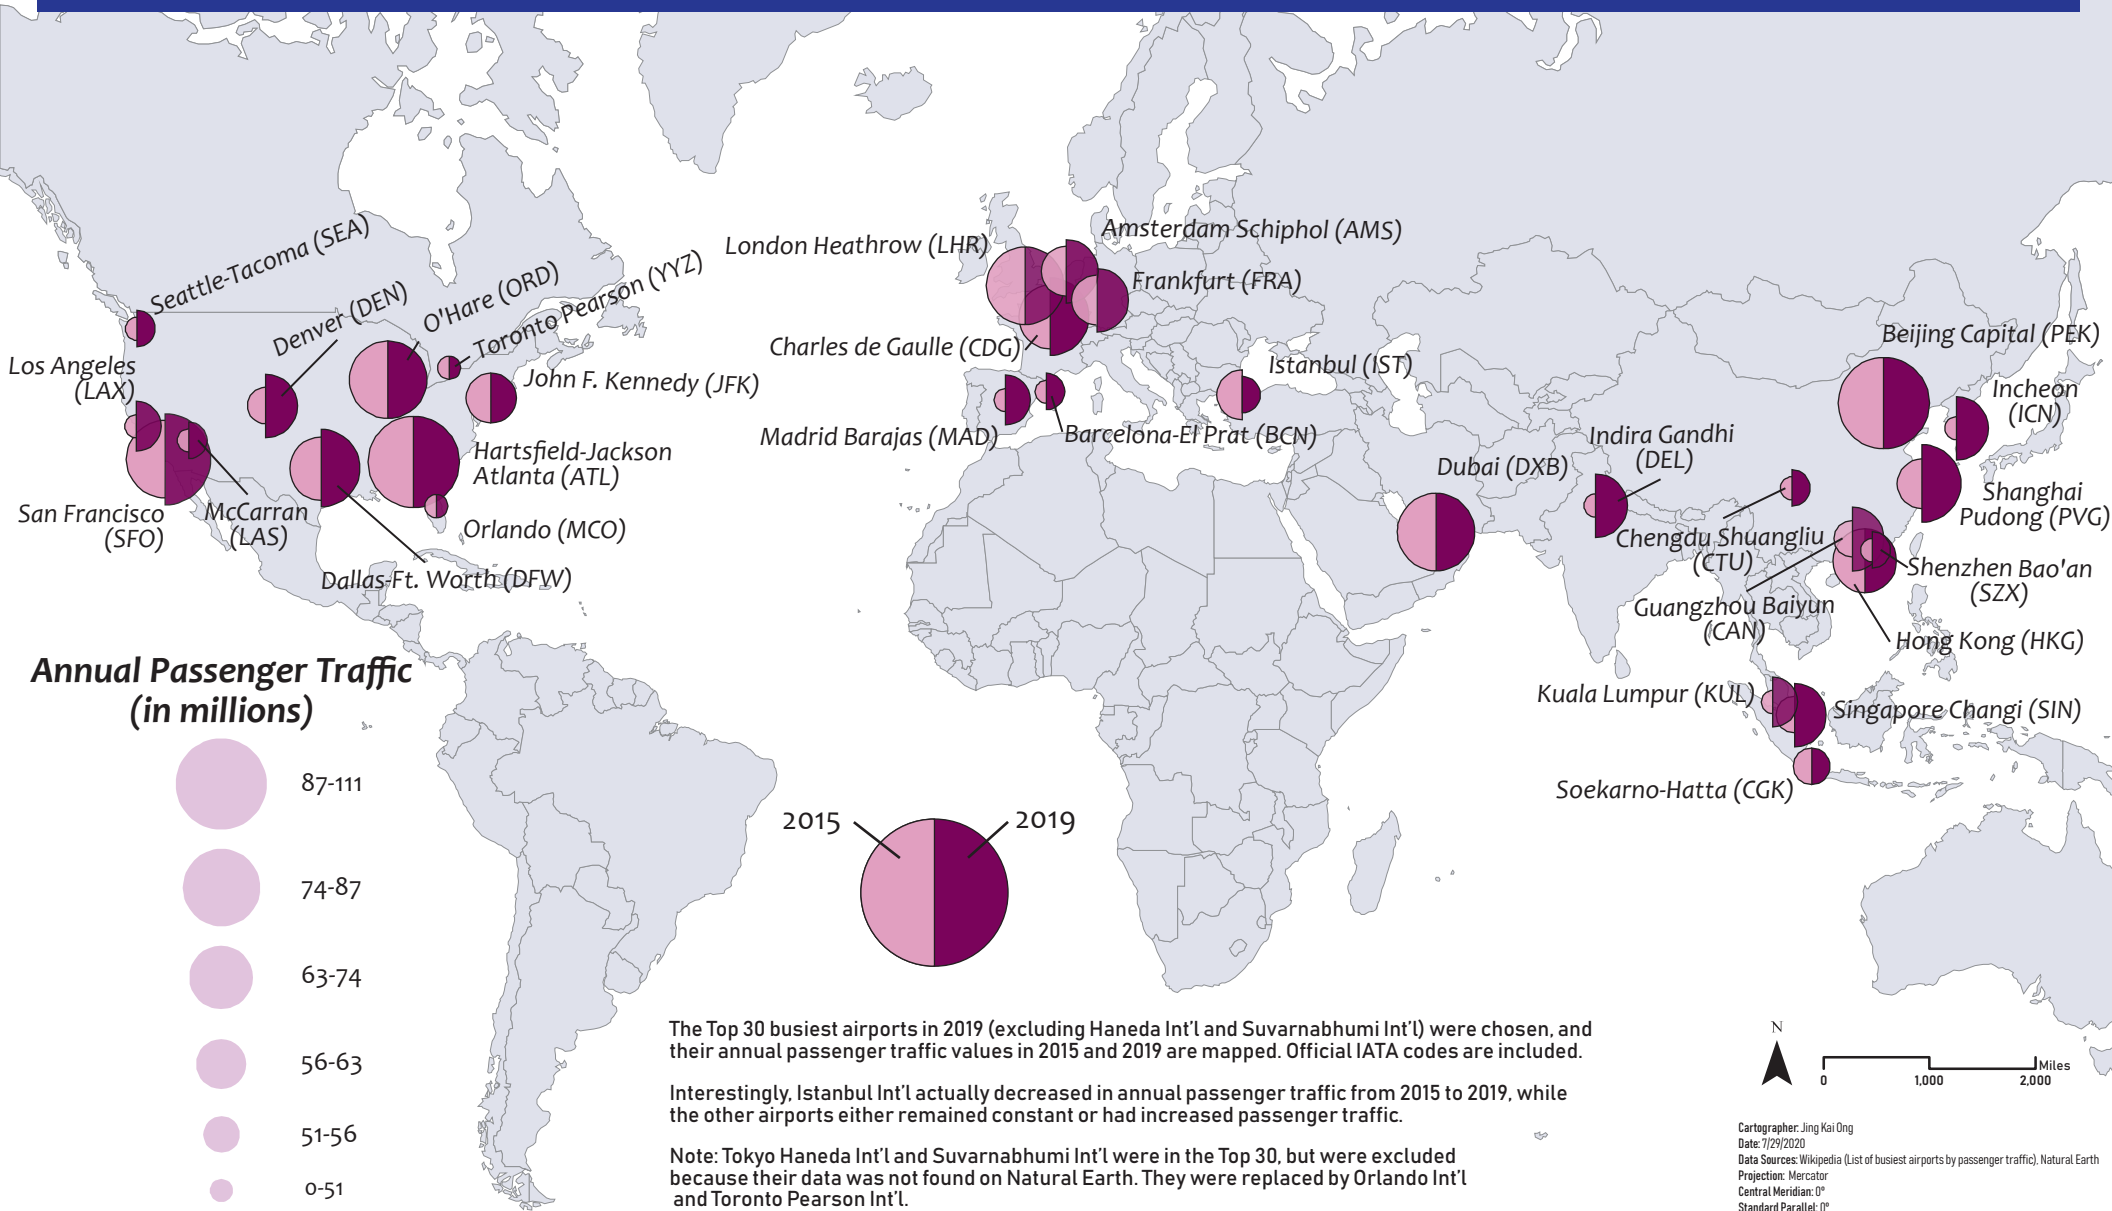 Seattle-Tacoma (SEA)
Denver (DEN)
O'Hare (ORD)
Toronto Pearson (YYZ)
Los Angeles
(LAX)
John F. Kennedy (JFK)
Hartsfield-Jackson
Atlanta (ATL)
San Francisco
(SFO)
McCarran
(LAS)
Orlando (MCO)
Dallas-Ft. Worth (DFW)
London Heathrow (LHR)
Amsterdam Schiphol (AMS)
Frankfurt (FRA)
Charles de Gaulle (CDG)
Istanbul (IST)
Madrid Barajas (MAD)
Barcelona-El Prat (BCN)
Dubai (DXB)
Indira Gandhi
(DEL)
Beijing Capital (PEK)
Incheon
(ICN)
Shanghai
Pudong (PVG)
Chengdu Shuangliu
(CTU)
Shenzhen Bao'an
(SZX)
Guangzhou Baiyun
(CAN)
Hong Kong (HKG)
Kuala Lumpur (KUL)
Singapore Changi (SIN)
Soekarno-Hatta (CGK)
Annual Passenger Traffic
(in millions)
87-111
74-87
63-74
56-63
51-56
0-51
2015
2019
The Top 30 busiest airports in 2019 (excluding Haneda Int'l and Suvarnabhumi Int'l) were chosen, and
their annual passenger traffic values in 2015 and 2019 are mapped. Official IATA codes are included.
Interestingly, Istanbul Int'l actually decreased in annual passenger traffic from 2015 to 2019, while
the other airports either remained constant or had increased passenger traffic.
Note: Tokyo Haneda Int'l and Suvarnabhumi Int'l were in the Top 30, but were excluded
because their data was not found on Natural Earth. They were replaced by Orlando Int'l
and Toronto Pearson Int'l.
N
Miles
0 1,000 2,000
Cartographer: Jing Kai Ong
Date: 7/29/2020
Data Sources: Wikipedia (List of busiest airports by passenger traffic), Natural Earth
Projection: Mercator
Central Meridian: 0°
Standard Parallel: 0°